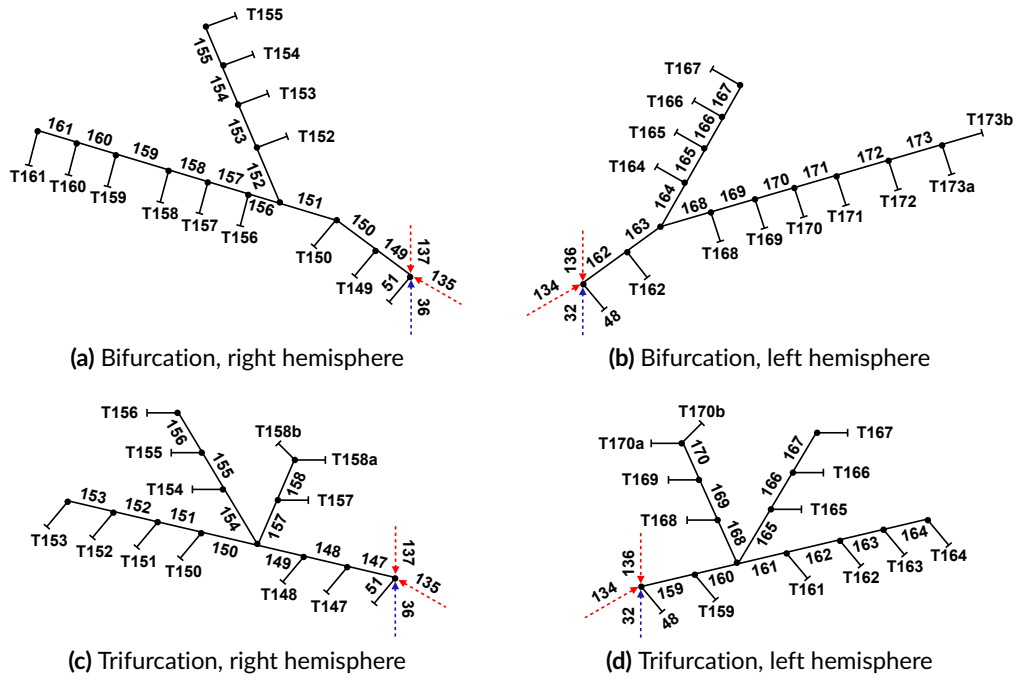 T155
155
T154
154
T153
153
T152
152
161
160
159
158
157
156
151
150
149
137
135
T161
T160
T159
T158
T157
T156
T150
T149
51
36
(a) Bifurcation, right hemisphere
T167
167
T166
166
T165
165
T164
164
T173b
173
172
171
170
169
168
163
162
136
134
T173a
T172
T171
T170
T169
T168
T162
32
48
(b) Bifurcation, left hemisphere
T156
156
T155
155
T154
154
T158b
T158a
158
T157
157
153
152
151
150
149
148
147
137
135
T153
T152
T151
T150
T148
T147
51
36
(c) Trifurcation, right hemisphere
T170b
T170a
170
T169
169
T168
168
T167
167
T166
166
T165
165
164
163
162
161
160
159
136
134
T164
T163
T162
T161
T159
32
48
(d) Trifurcation, left hemisphere